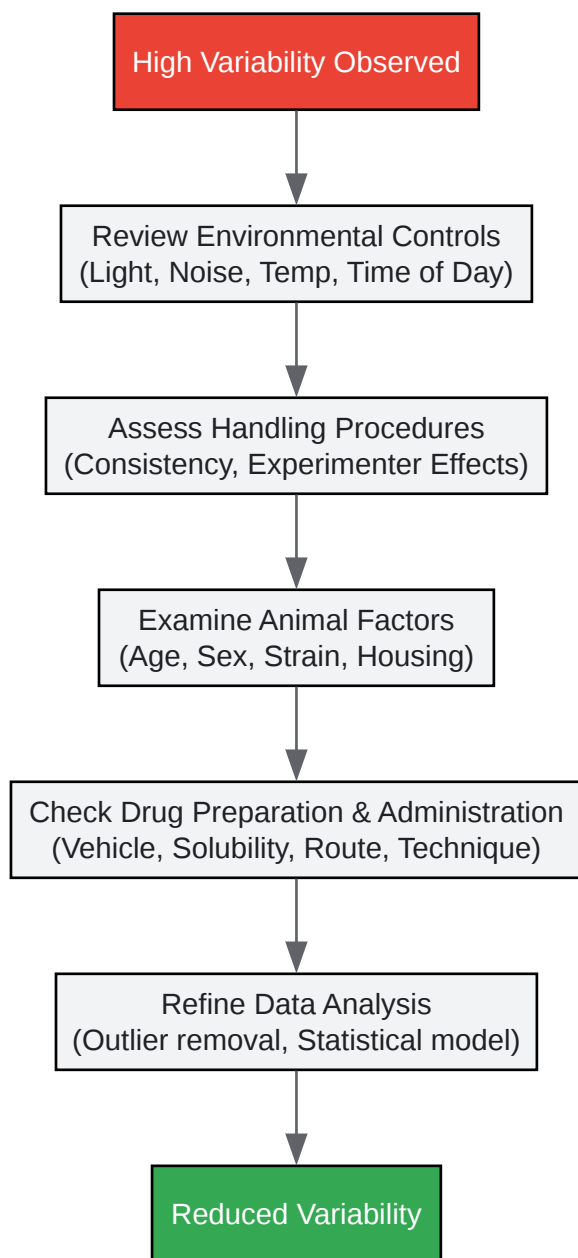 High Variability Observed
Review Environmental Controls
(Light, Noise, Temp, Time of Day)
Assess Handling Procedures
(Consistency, Experimenter Effects)
Examine Animal Factors
(Age, Sex, Strain, Housing)
Check Drug Preparation & Administration
(Vehicle, Solubility, Route, Technique)
Refine Data Analysis
(Outlier removal, Statistical model)
Reduced Variability